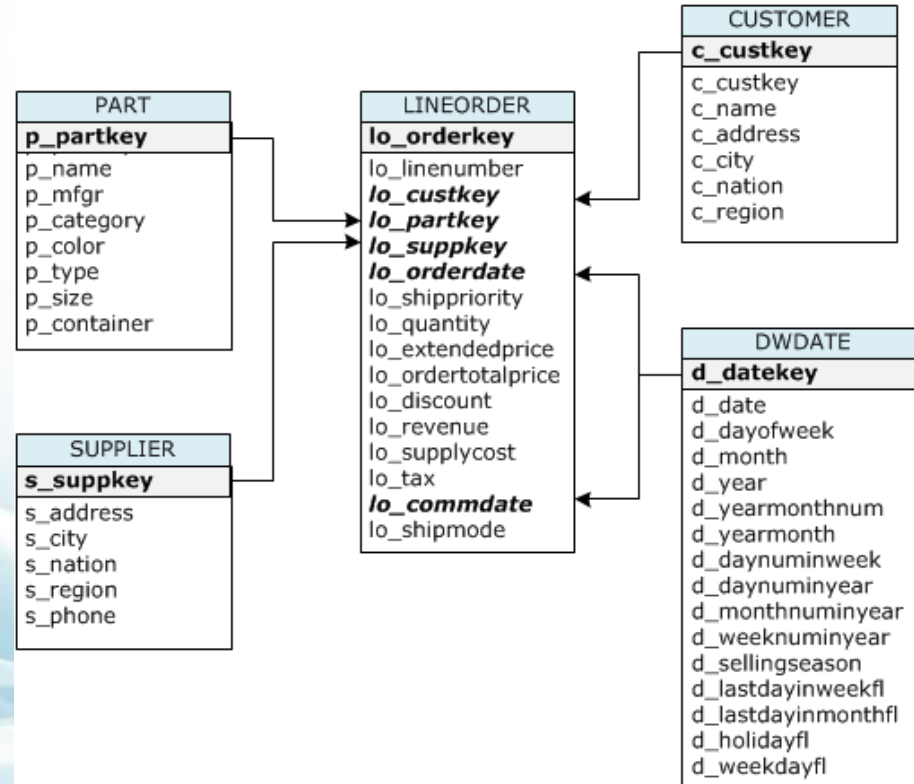 PART
p_partkey
p_name
p_mfgr
p_category
p_color
p_type
p_size
p_container
SUPPLIER
s_suppkey
s_address
s_city
s_nation
s_region
s_phone
LINEORDER
lo_orderkey
lo_linenumber
lo_custkey
lo_partkey
lo_suppkey
lo_orderdate
lo_shippriority
lo_quantity
lo_extendedprice
lo_ordertotalprice
lo_discount
lo_revenue
lo_supplycost
lo_tax
lo_commdate
lo_shipmode
CUSTOMER
c_custkey
c_custkey
c_name
c_address
c_city
c_nation
c_region
DWDATE
d_datekey
d_date
d_dayofweek
d_month
d_year
d_yearmonthnum
d_yearmonth
d_daynuminweek
d_daynuminyear
d_monthnuminyear
d_weeknuminyear
d_sellingseason
d_lastdayinweekfl
d_lastdayinmonthfl
d_holidayfl
d_weekdayfl